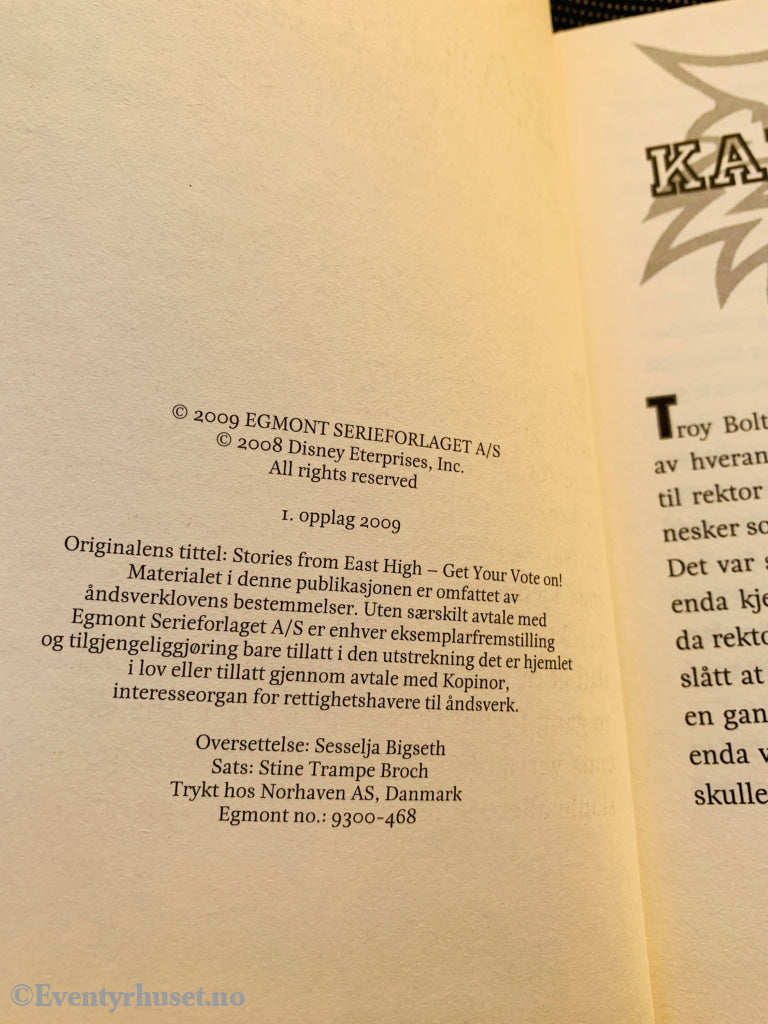 © 2009 EGMONT SERIEFORLAGET A/S
© 2008 Disney Eterprises, Inc.
All rights reserved
1. opplag 2009
Originalens tittel: Stories from East High – Get Your Vote on!
Materialet i denne publikasjonen er omfattet av
åndsverklovens bestemmelser. Uten særskilt avtale med
Egmont Serieforlaget A/S er enhver eksemplarfremstilling
og tilgjengeliggjøring bare tillatt i den utstrekning det er hjemlet
i lov eller tillatt gjennom avtale med Kopinor,
interesseorgan for rettighetshavere til åndsverk.
Oversettelse: Sesselja Bigseth
Sats: Stine Trampe Broch
Trykt hos Norhaven AS, Danmark
Egmont no.: 9300-468
KA
Troy Bolt
av hveran
til rektor
nesker so
Det var s
enda kje
da rekto
slått at
en gan
enda v
skulle
©Eventyrhuset.no